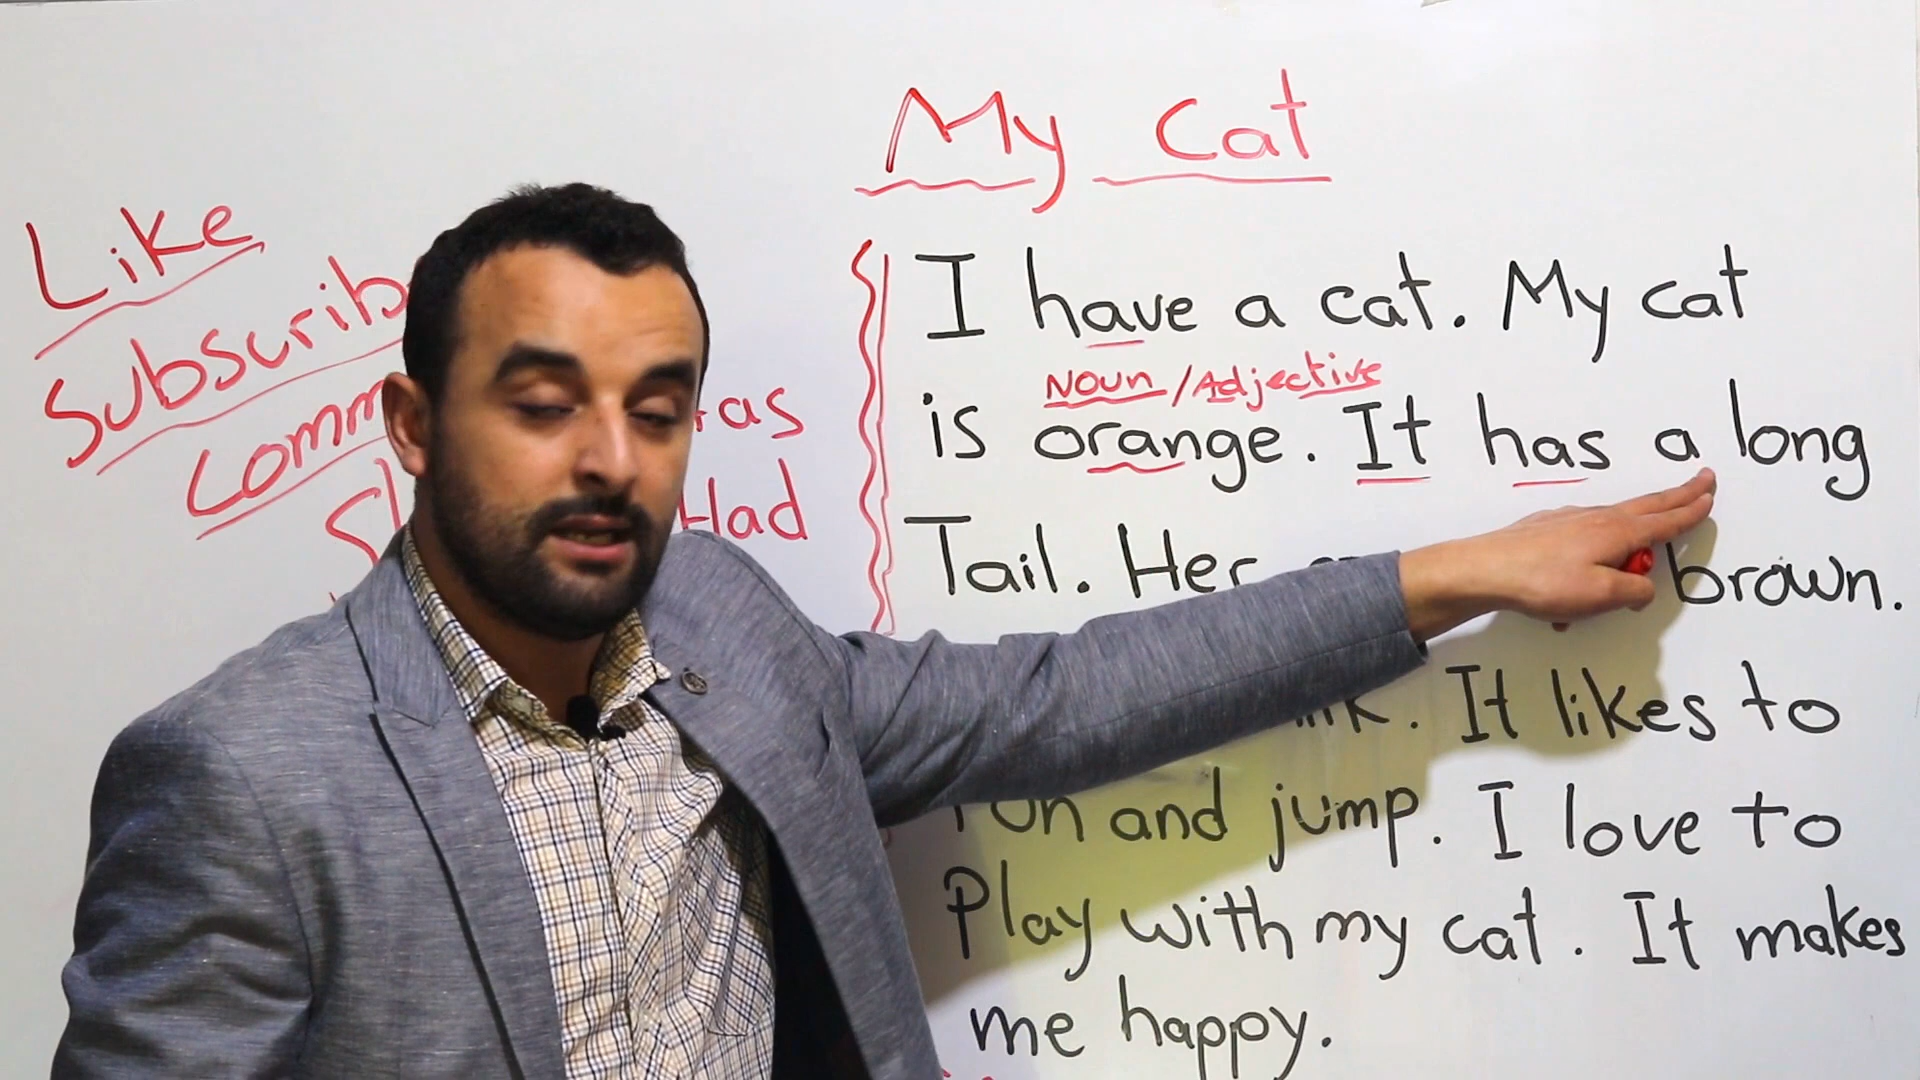 My cat
Like
Subscrib
Comm
Had
I have a cat. My cat
Noun / Adjective
is orange. It has a long
Tail. Her brown.
It likes to
run and jump. I love to
Play with my cat. It makes
me happy.